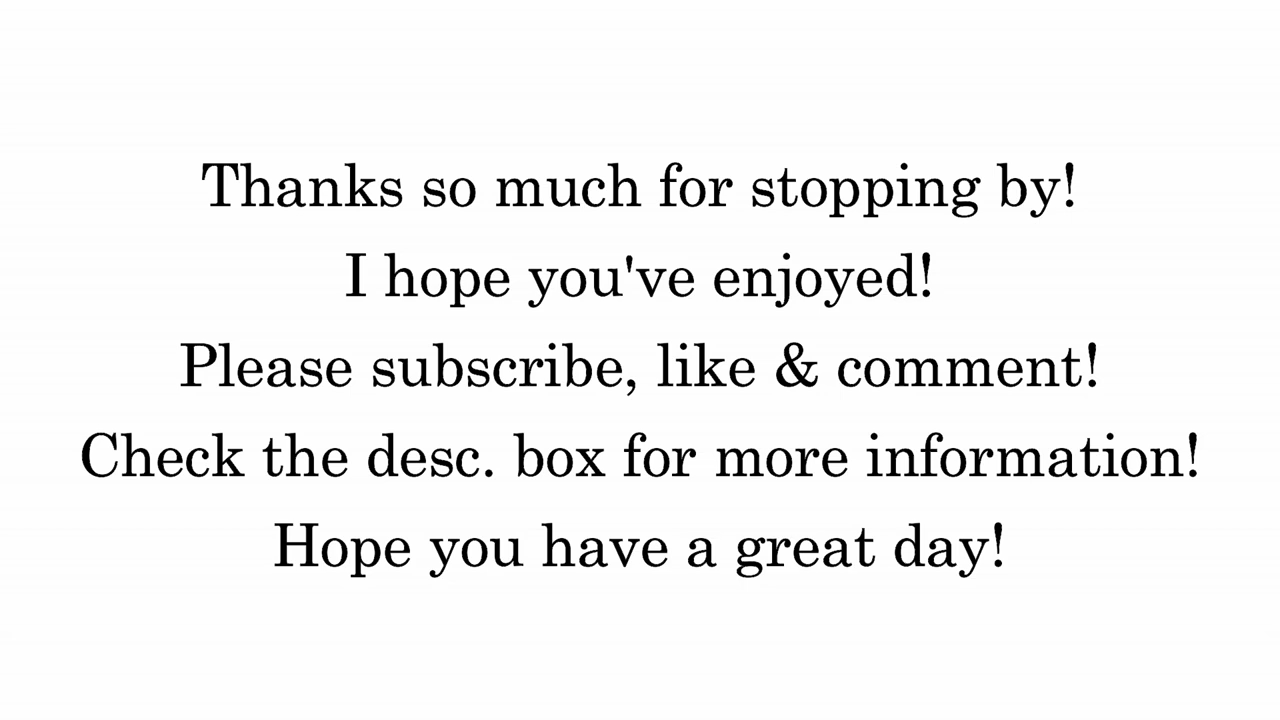 Thanks so much for stopping by!
I hope you've enjoyed!
Please subscribe, like & comment!
Check the desc. box for more information!
Hope you have a great day!